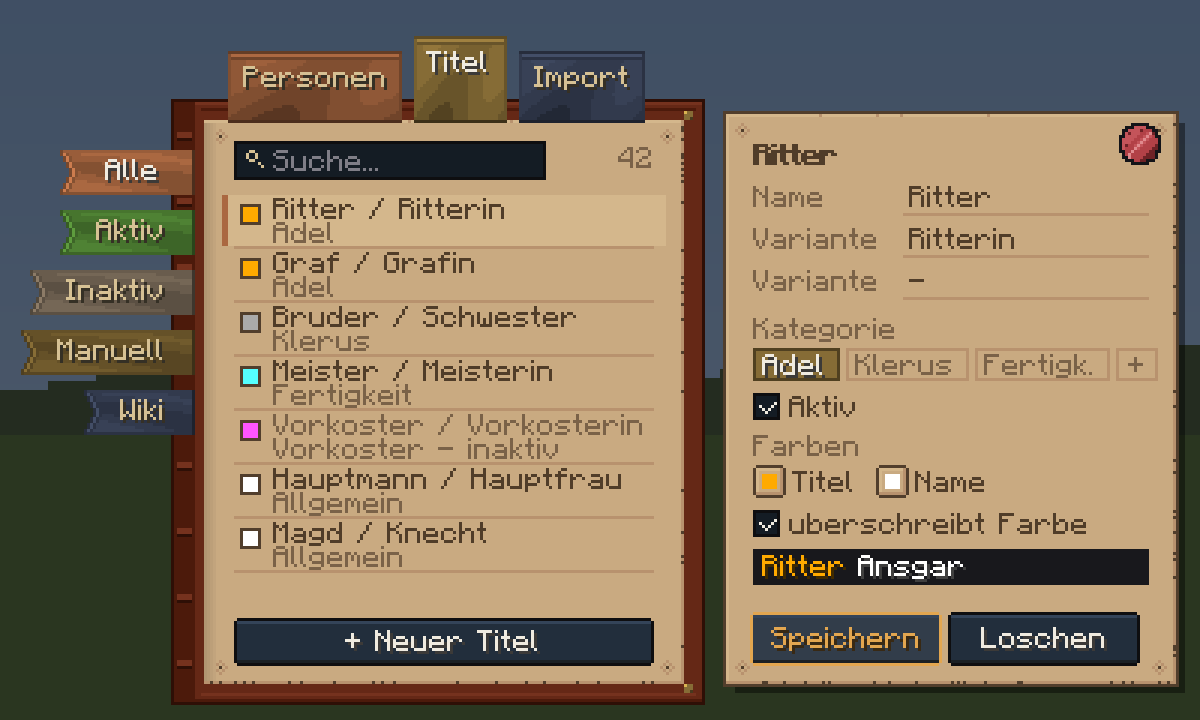 Personen
Titel
Import
Alle
Aktiv
Inaktiv
Manuell
Wiki
Suche...
42
Ritter / Ritterin
Adel
Graf / Grafin
Adel
Bruder / Schwester
Klerus
Meister / Meisterin
Fertigkeit
Vorkoster / Vorkosterin
Vorkoster - inaktiv
Hauptmann / Hauptfrau
Allgemein
Magd / Knecht
Allgemein
+ Neuer Titel
Ritter
Name Ritter
Variante Ritterin
Variante -
Kategorie
Adel Klerus Fertigk. +
Aktiv
Farben
Titel Name
uberschreibt Farbe
Ritter Ansgar
Speichern Loschen